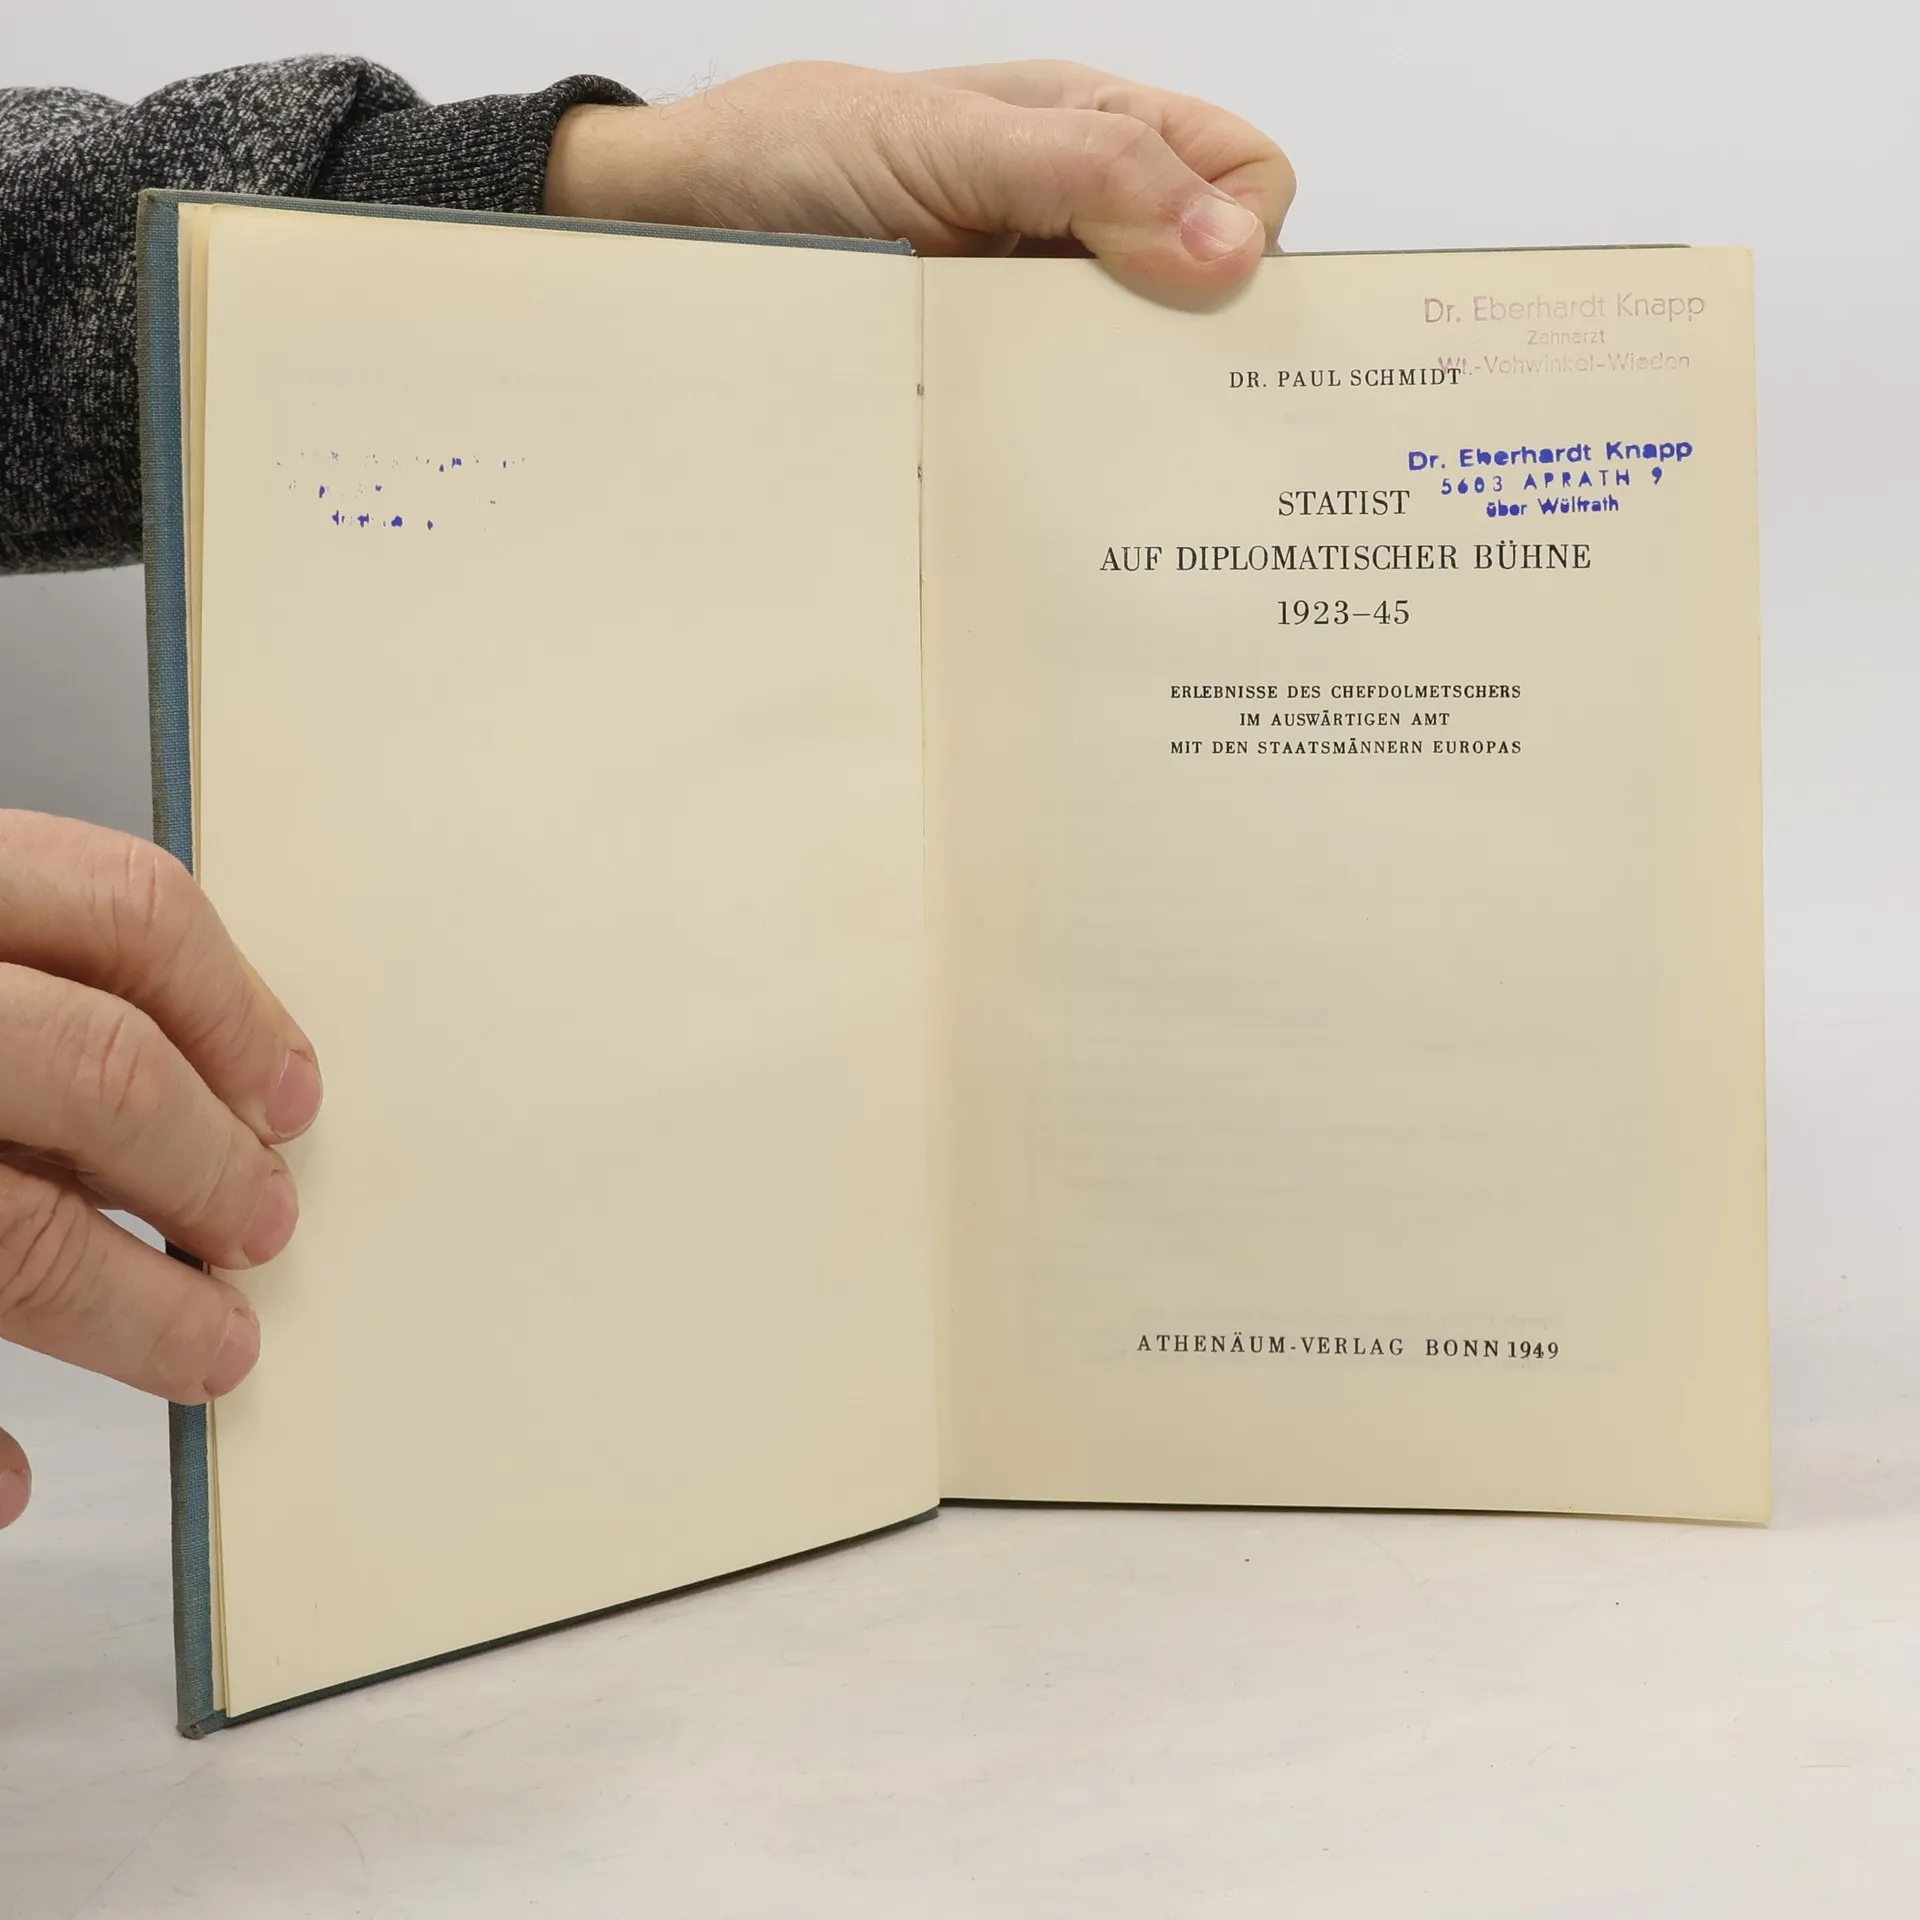 Dr. Eberhardt Knapp
Zahnarzt
Wt.-Vohwinkel-Wieden
DR. PAUL SCHMIDT
Dr. Eberhardt Knapp
5603 APRATH 9
über Wülfrath
STATIST
AUF DIPLOMATISCHER BÜHNE
1923–45
ERLEBNISSE DES CHEFDOLMETSCHERS
IM AUSWÄRTIGEN AMT
MIT DEN STAATSMÄNNERN EUROPAS
ATHENÄUM-VERLAG BONN 1949